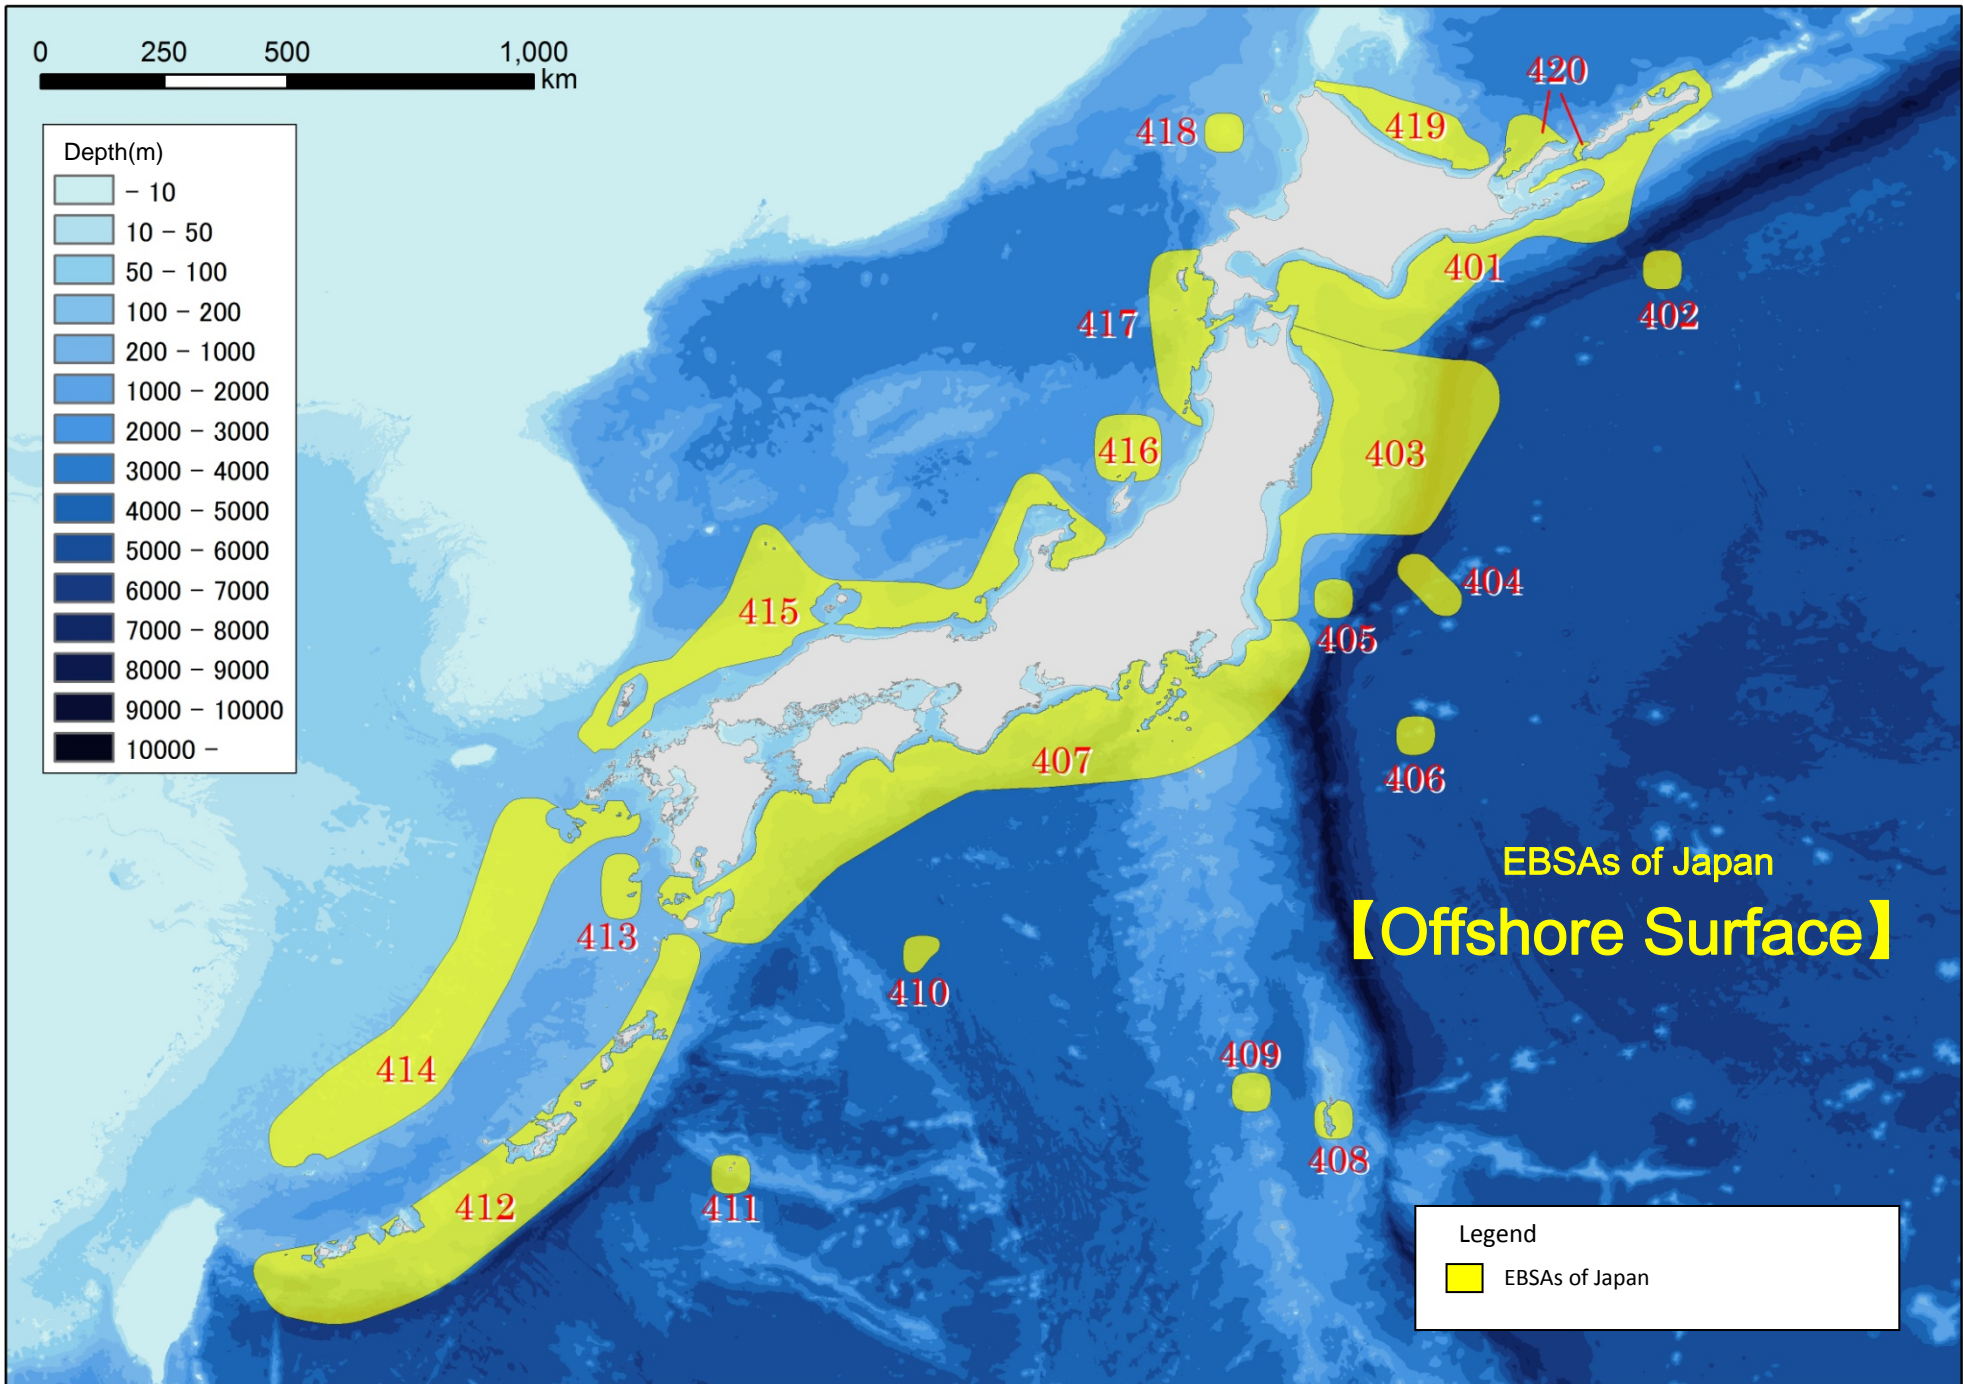 0 250 500 1,000
km
Depth(m)
- 10
10 - 50
50 - 100
100 - 200
200 - 1000
1000 - 2000
2000 - 3000
3000 - 4000
4000 - 5000
5000 - 6000
6000 - 7000
7000 - 8000
8000 - 9000
9000 - 10000
10000 -
420
418
419
401
402
417
416
403
404
415
405
407
406
EBSAs of Japan
【Offshore Surface】
413
410
409
414
408
412
411
Legend
EBSAs of Japan